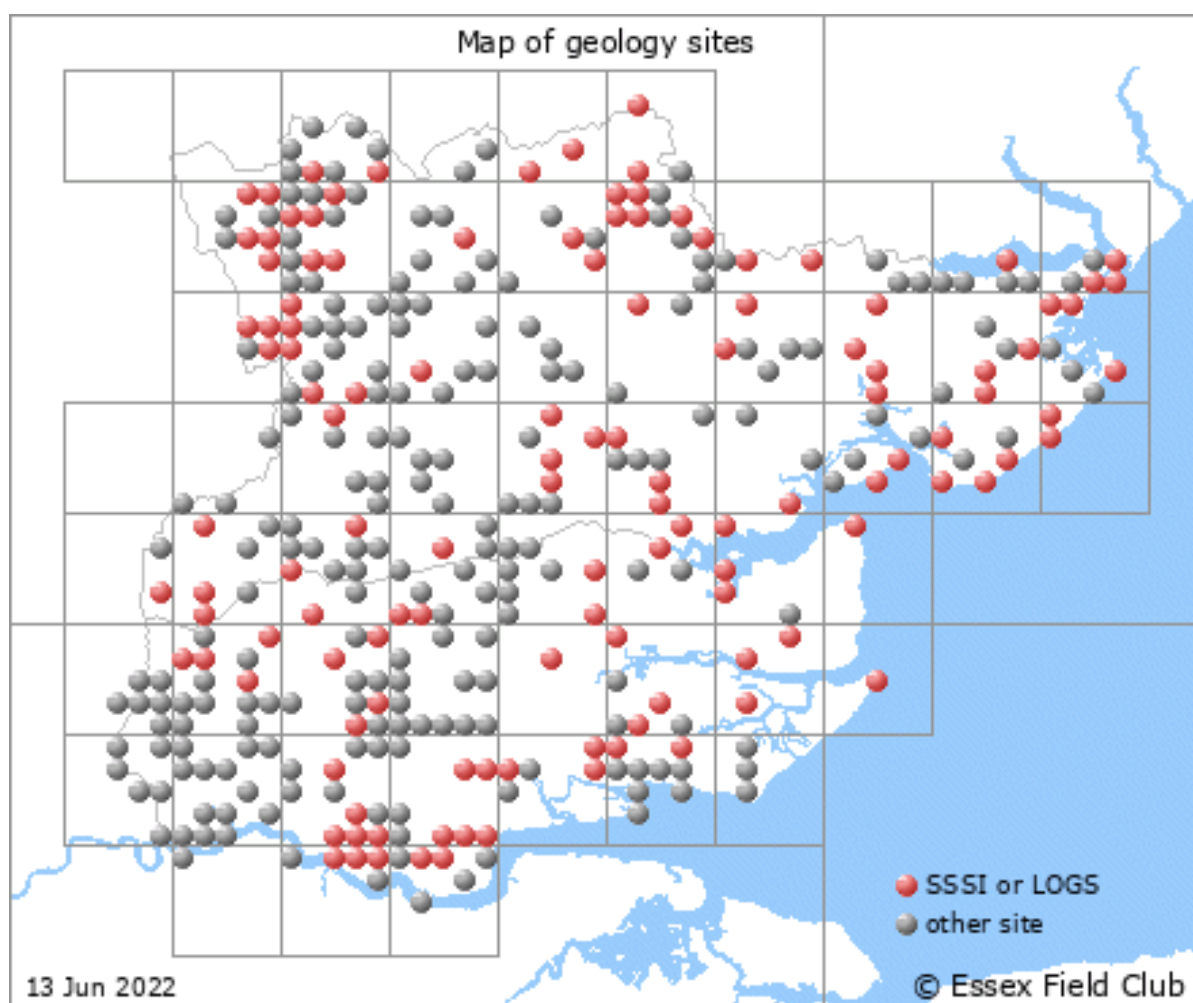 Map of geology sites
SSSI or LOGS
other site
13 Jun 2022
© Essex Field Club